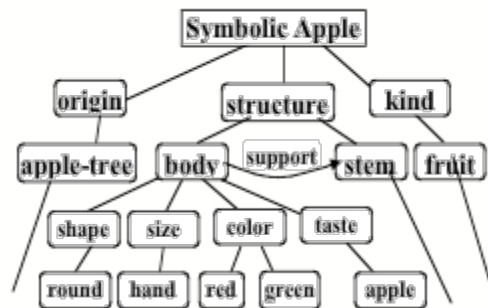 Symbolic Apple
origin structure kind
apple-tree body support stem fruit
shape size color taste
round hand red green apple